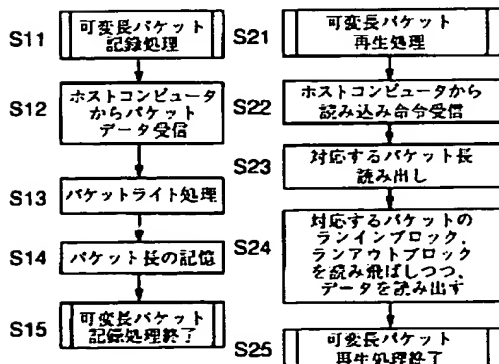 S11
可変長パケット
記録処理
S12
ホストコンピュータ
からパケット
データ受信
S13
パケットライト処理
S14
パケット長の記憶
S15
可変長パケット
記録処理終了
S21
可変長パケット
再生処理
S22
ホストコンピュータから
読み込み命令受信
S23
対応するパケット長
読み出し
S24
対応するパケットの
ランインブロック,
ランアウトブロック
を読み飛ばしつつ、
データを読み出す
S25
可変長パケット
再生処理終了